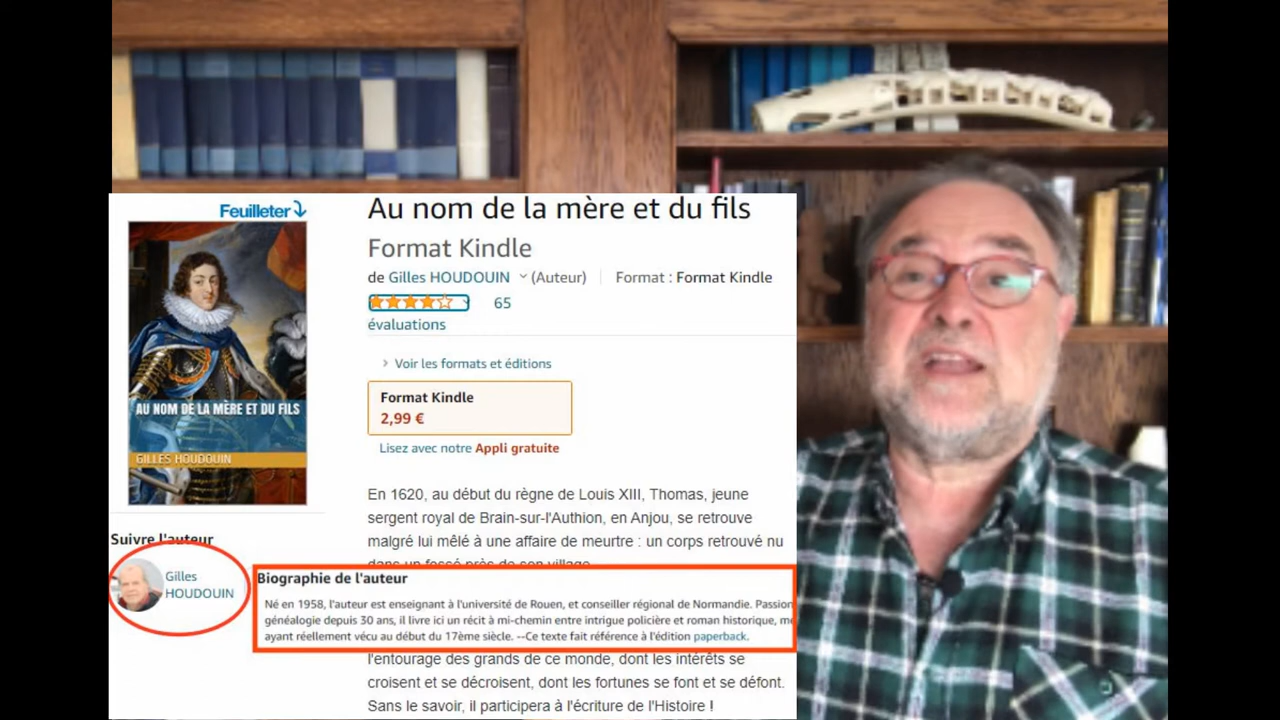 Feuilleter
Au nom de la mère et du fils
Format Kindle
de Gilles HOUDOUIN (Auteur) Format : Format Kindle
65
évaluations
Voir les formats et éditions
Format Kindle
2,99 €
Lisez avec notre Appli gratuite
AU NOM DE LA MÈRE ET DU FILS
GILLES HOUDOUIN
En 1620, au début du règne de Louis XIII, Thomas, jeune
sergent royal de Brain-sur-l'Authion, en Anjou, se retrouve
malgré lui mêlé à une affaire de meurtre : un corps retrouvé nu
dans un fossé près de son village.
Suivre l'auteur
Gilles
HOUDOUIN
Biographie de l'auteur
Né en 1958, l'auteur est enseignant à l'université de Rouen, et conseiller régional de Normandie. Passion
généalogie depuis 30 ans, il livre ici un récit à mi-chemin entre intrigue policière et roman historique, me
ayant réellement vécu au début du 17ème siècle. --Ce texte fait référence à l'édition paperback.
l'entourage des grands de ce monde, dont les intérêts se
croisent et se décroisent, dont les fortunes se font et se défont.
Sans le savoir, il participera à l'écriture de l'Histoire !